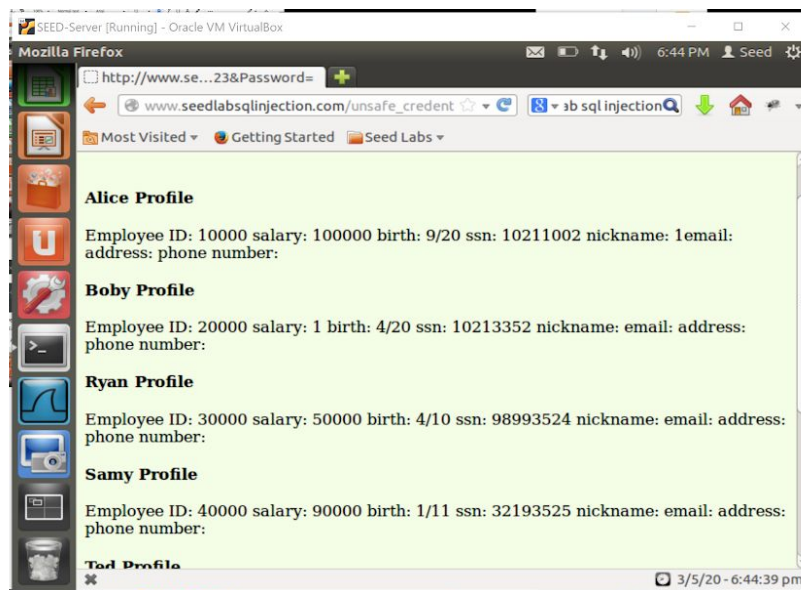 SEED-Server [Running] - Oracle VM VirtualBox
Mozilla Firefox
6:44 PM Seed
http://www.se...23&Password=
www.seedlabsqlinjection.com/unsafe_credent
ab sql injection
Most Visited
Getting Started
Seed Labs
Alice Profile
Employee ID: 10000 salary: 100000 birth: 9/20 ssn: 10211002 nickname: 1email:
address: phone number:
Boby Profile
Employee ID: 20000 salary: 1 birth: 4/20 ssn: 10213352 nickname: email: address:
phone number:
Ryan Profile
Employee ID: 30000 salary: 50000 birth: 4/10 ssn: 98993524 nickname: email: address:
phone number:
Samy Profile
Employee ID: 40000 salary: 90000 birth: 1/11 ssn: 32193525 nickname: email: address:
phone number:
Ted Profile
3/5/20 - 6:44:39 pm